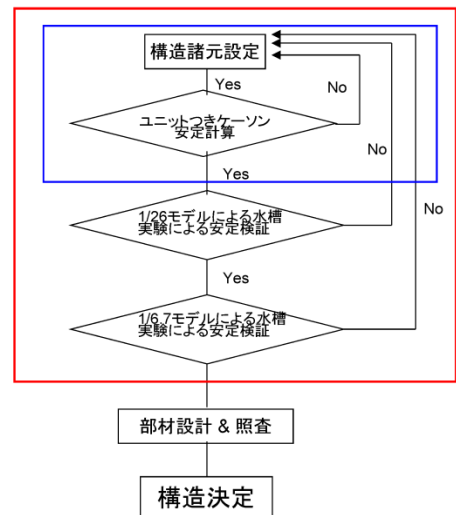 構造諸元設定
Yes
No
ユニットつきケーソン
安定計算
No
Yes
No
1/26モデルによる水槽
実験による安定検証
Yes
1/6.7モデルによる水槽
実験による安定検証
部材設計 & 照査
構造決定